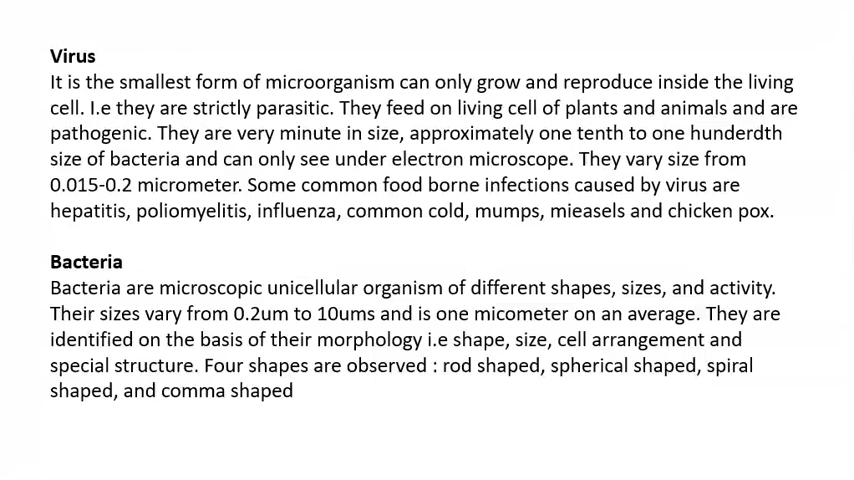 Virus
It is the smallest form of microorganism can only grow and reproduce inside the living
cell. I.e they are strictly parasitic. They feed on living cell of plants and animals and are
pathogenic. They are very minute in size, approximately one tenth to one hunderdth
size of bacteria and can only see under electron microscope. They vary size from
0.015-0.2 micrometer. Some common food borne infections caused by virus are
hepatitis, poliomyelitis, influenza, common cold, mumps, mieasels and chicken pox.
Bacteria
Bacteria are microscopic unicellular organism of different shapes, sizes, and activity.
Their sizes vary from 0.2um to 10ums and is one micometer on an average. They are
identified on the basis of their morphology i.e shape, size, cell arrangement and
special structure. Four shapes are observed : rod shaped, spherical shaped, spiral
shaped, and comma shaped